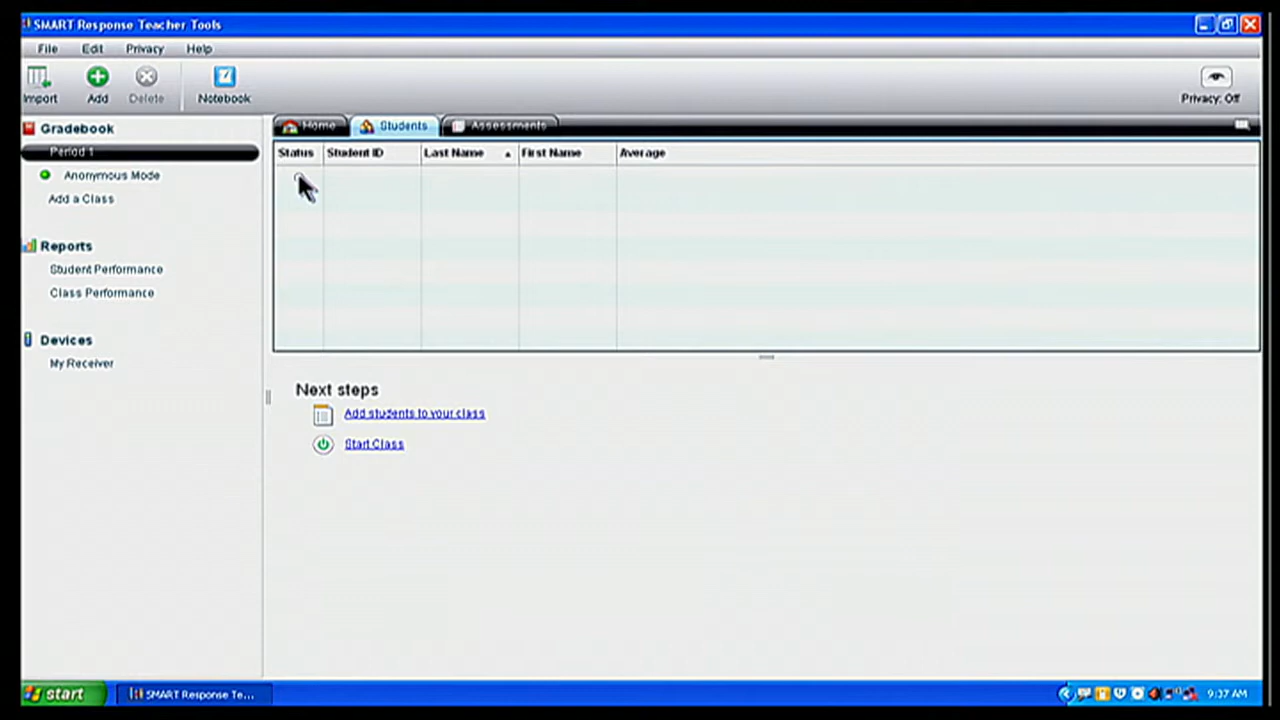 SMART Response Teacher Tools
File Edit Privacy Help
Import Add Delete Notebook Privacy: Off
Gradebook
Period 1
Anonymous Mode
Add a Class
Reports
Student Performance
Class Performance
Devices
My Receiver
Home Students Assessments
Status Student ID Last Name First Name Average
Next steps
Add students to your class
Start Class
start SMART Response Te... 9:37 AM